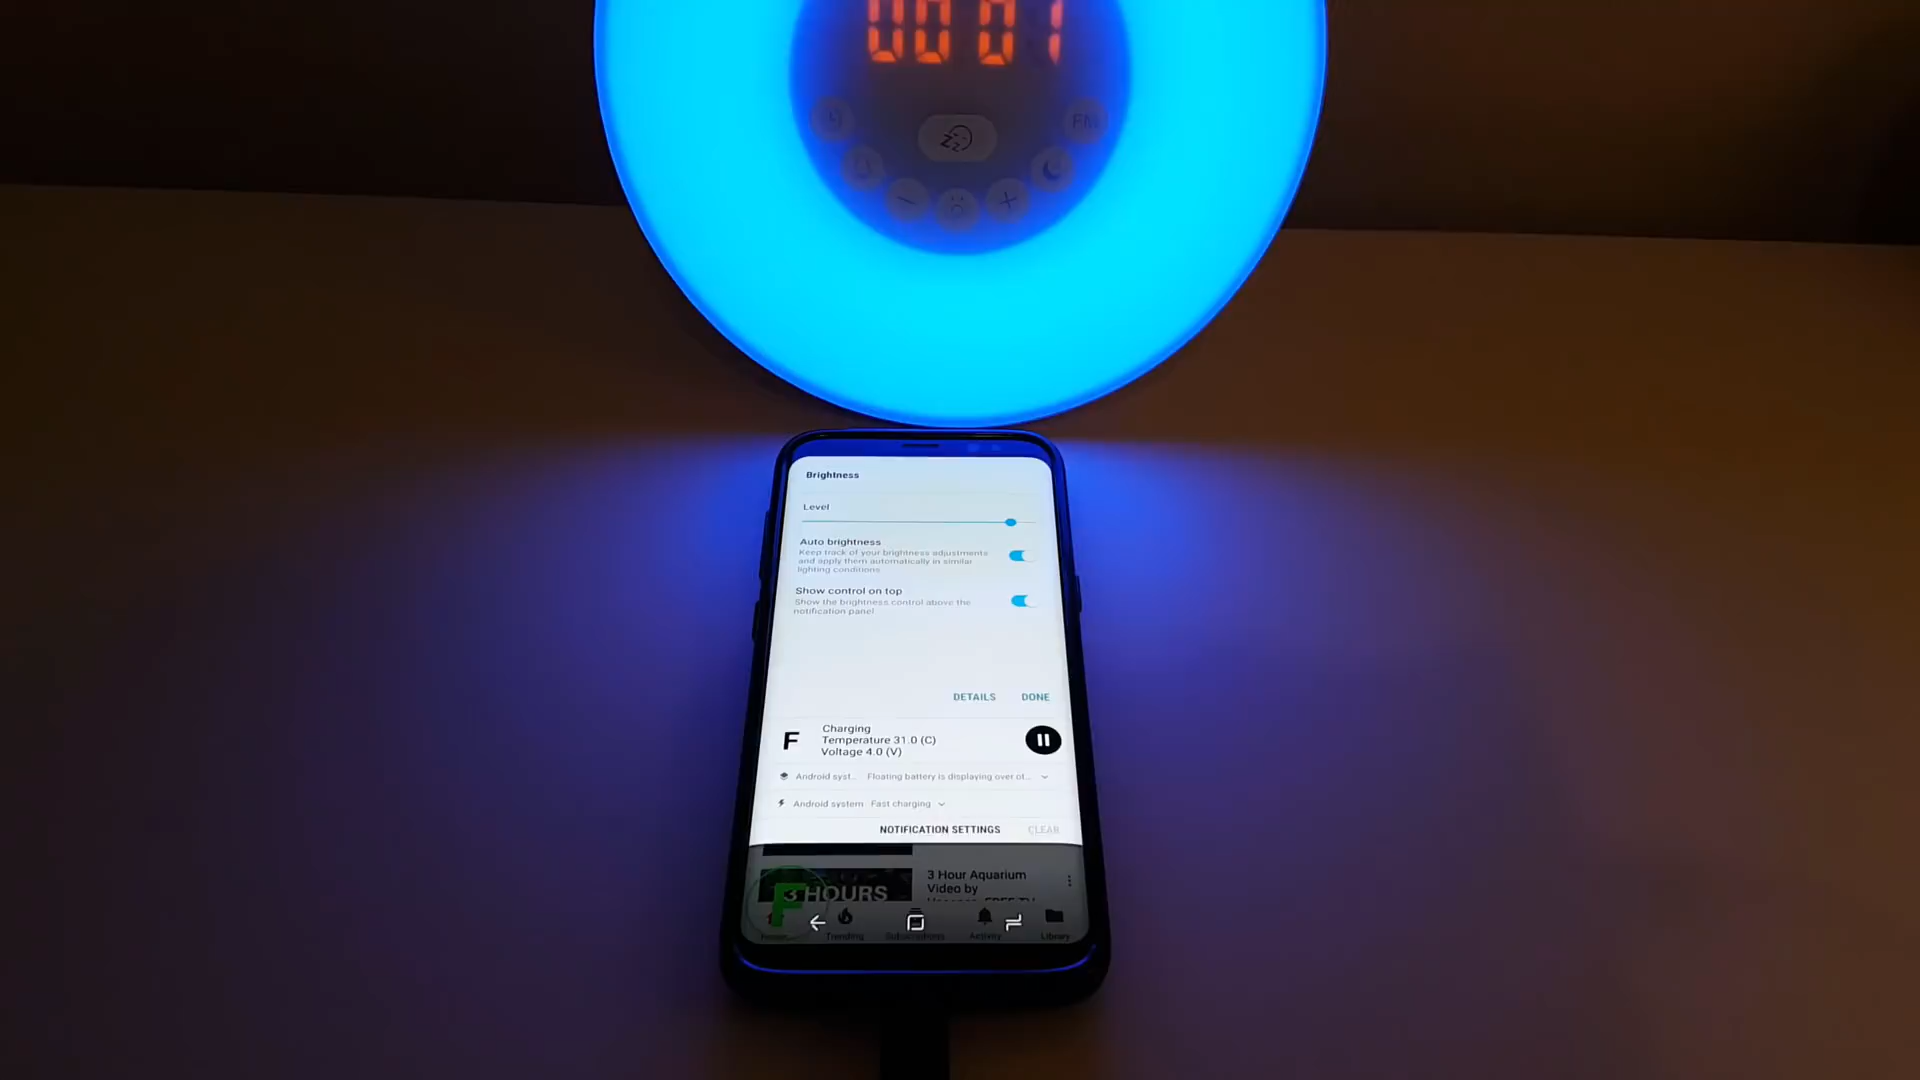 00 01
FM
Brightness
Level
Auto brightness
Keep track of your brightness adjustments
and apply them automatically in similar
lighting conditions
Show control on top
Show the brightness control above the
notification panel
DETAILS DONE
F
Charging
Temperature 31.0 (C)
Voltage 4.0 (V)
Android syst... Floating battery is displaying over ot...
Android system Fast charging
NOTIFICATION SETTINGS CLEAR
3 HOURS
F
3 Hour Aquarium
Video by
Trending Subscriptions Activity Library